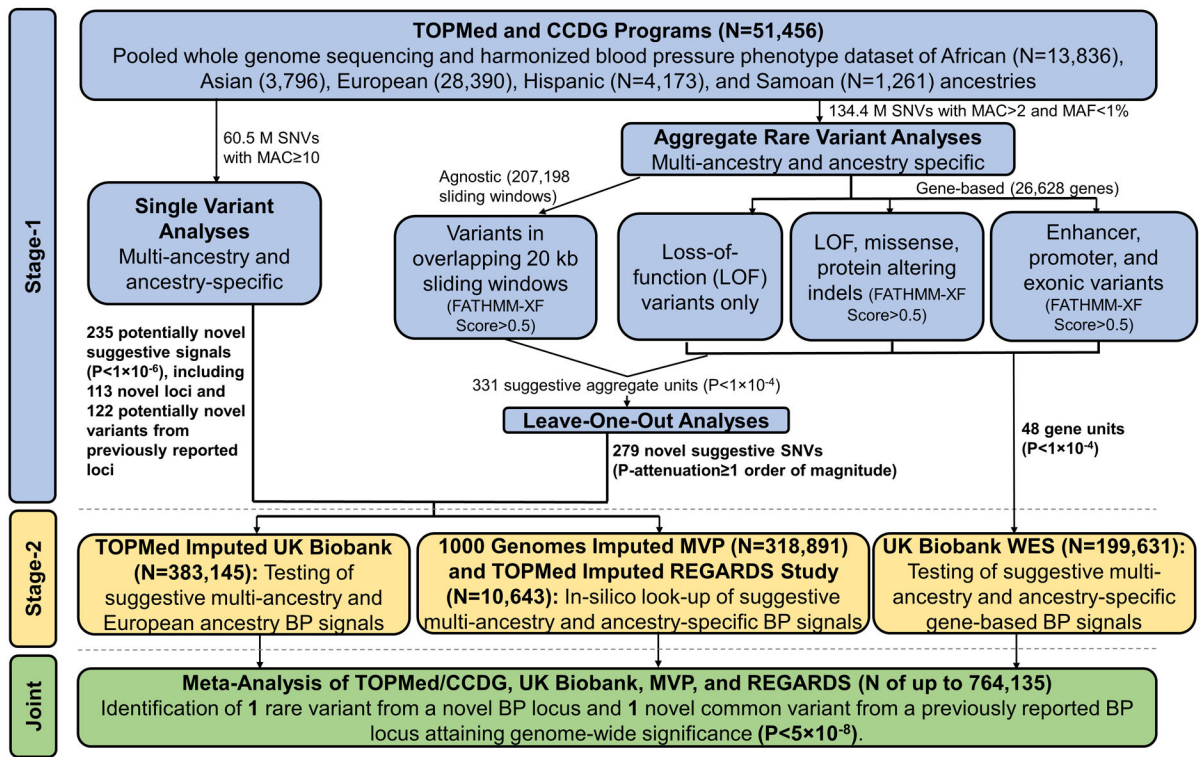 Stage-1
TOPMed and CCDG Programs (N=51,456)
Pooled whole genome sequencing and harmonized blood pressure phenotype dataset of African (N=13,836),
Asian (3,796), European (28,390), Hispanic (N=4,173), and Samoan (N=1,261) ancestries
60.5 M SNVs
with MAC≥10
134.4 M SNVs with MAC>2 and MAF<1%
Aggregate Rare Variant Analyses
Multi-ancestry and ancestry specific
Agnostic (207,198
sliding windows)
Gene-based (26,628 genes)
Single Variant
Analyses
Multi-ancestry and
ancestry-specific
Variants in
overlapping 20 kb
sliding windows
(FATHMM-XF
Score>0.5)
Loss-of-
function (LOF)
variants only
LOF, missense,
protein altering
indels (FATHMM-XF
Score>0.5)
Enhancer,
promoter, and
exonic variants
(FATHMM-XF
Score>0.5)
235 potentially novel
suggestive signals
(P<1×10-6), including
113 novel loci and
122 potentially novel
variants from
previously reported
loci
331 suggestive aggregate units (P<1×10-4)
Leave-One-Out Analyses
279 novel suggestive SNVs
(P-attenuation≥1 order of magnitude)
48 gene units
(P<1×10-4)
Stage-2
TOPMed Imputed UK Biobank
(N=383,145): Testing of
suggestive multi-ancestry and
European ancestry BP signals
1000 Genomes Imputed MVP (N=318,891)
and TOPMed Imputed REGARDS Study
(N=10,643): In-silico look-up of suggestive
multi-ancestry and ancestry-specific BP signals
UK Biobank WES (N=199,631):
Testing of suggestive multi-
ancestry and ancestry-specific
gene-based BP signals
Joint
Meta-Analysis of TOPMed/CCDG, UK Biobank, MVP, and REGARDS (N of up to 764,135)
Identification of 1 rare variant from a novel BP locus and 1 novel common variant from a previously reported BP
locus attaining genome-wide significance (P<5×10-8).